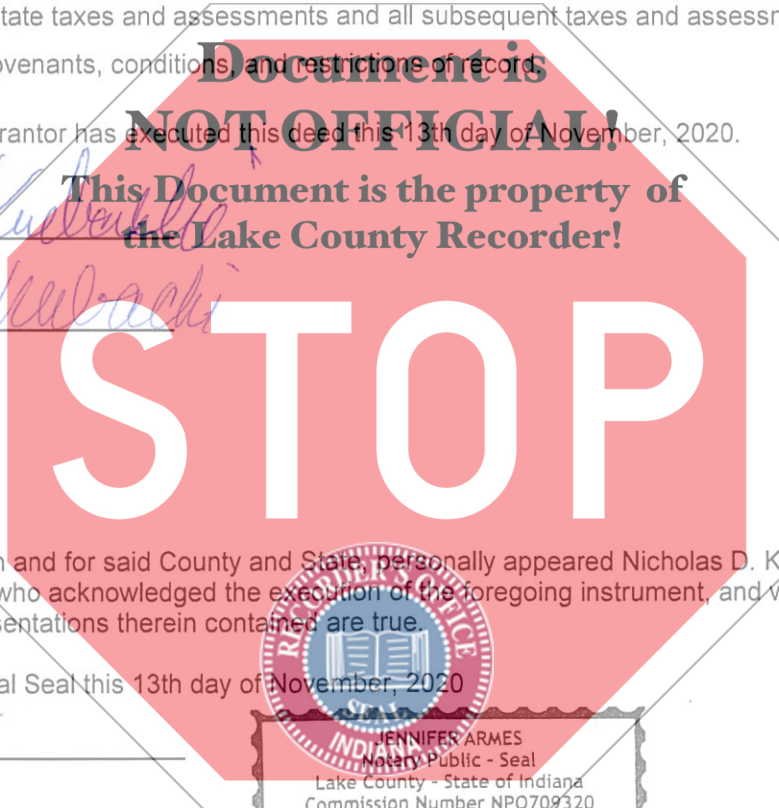 tate taxes and assessments and all subsequent taxes and assessm
Document is
ovenants, conditions, and restrictions of record.
NOT OFFICIAL!
rantor has executed this deed this 13th day of November, 2020.
This Document is the property of
the Lake County Recorder!
STOP
n and for said County and State, personally appeared Nicholas D. K
who acknowledged the execution of the foregoing instrument, and v
sentations therein contained are true.
al Seal this 13th day of November, 2020
RECORDER'S OFFICE
SEAL
INDIANA
JENNIFER ARMES
Notary Public - Seal
Lake County - State of Indiana
Commission Number NP0709320